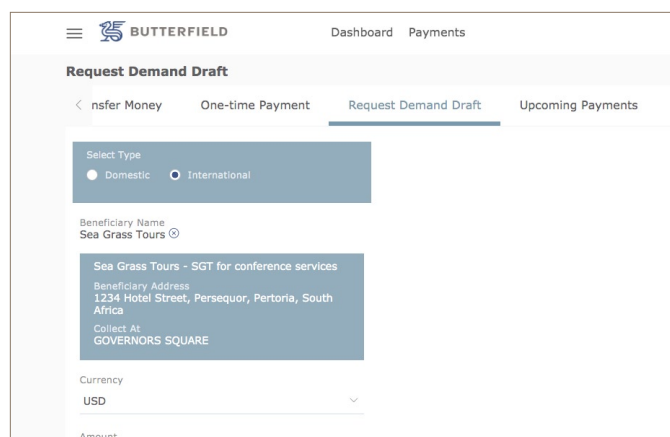 BUTTERFIELD
Dashboard Payments
Request Demand Draft
nsfer Money One-time Payment Request Demand Draft Upcoming Payments
Select Type
Domestic International
Beneficiary Name
Sea Grass Tours
Sea Grass Tours - SGT for conference services
Beneficiary Address
1234 Hotel Street, Persequor, Pertoria, South
Africa
Collect At
GOVERNORS SQUARE
Currency
USD
Amount